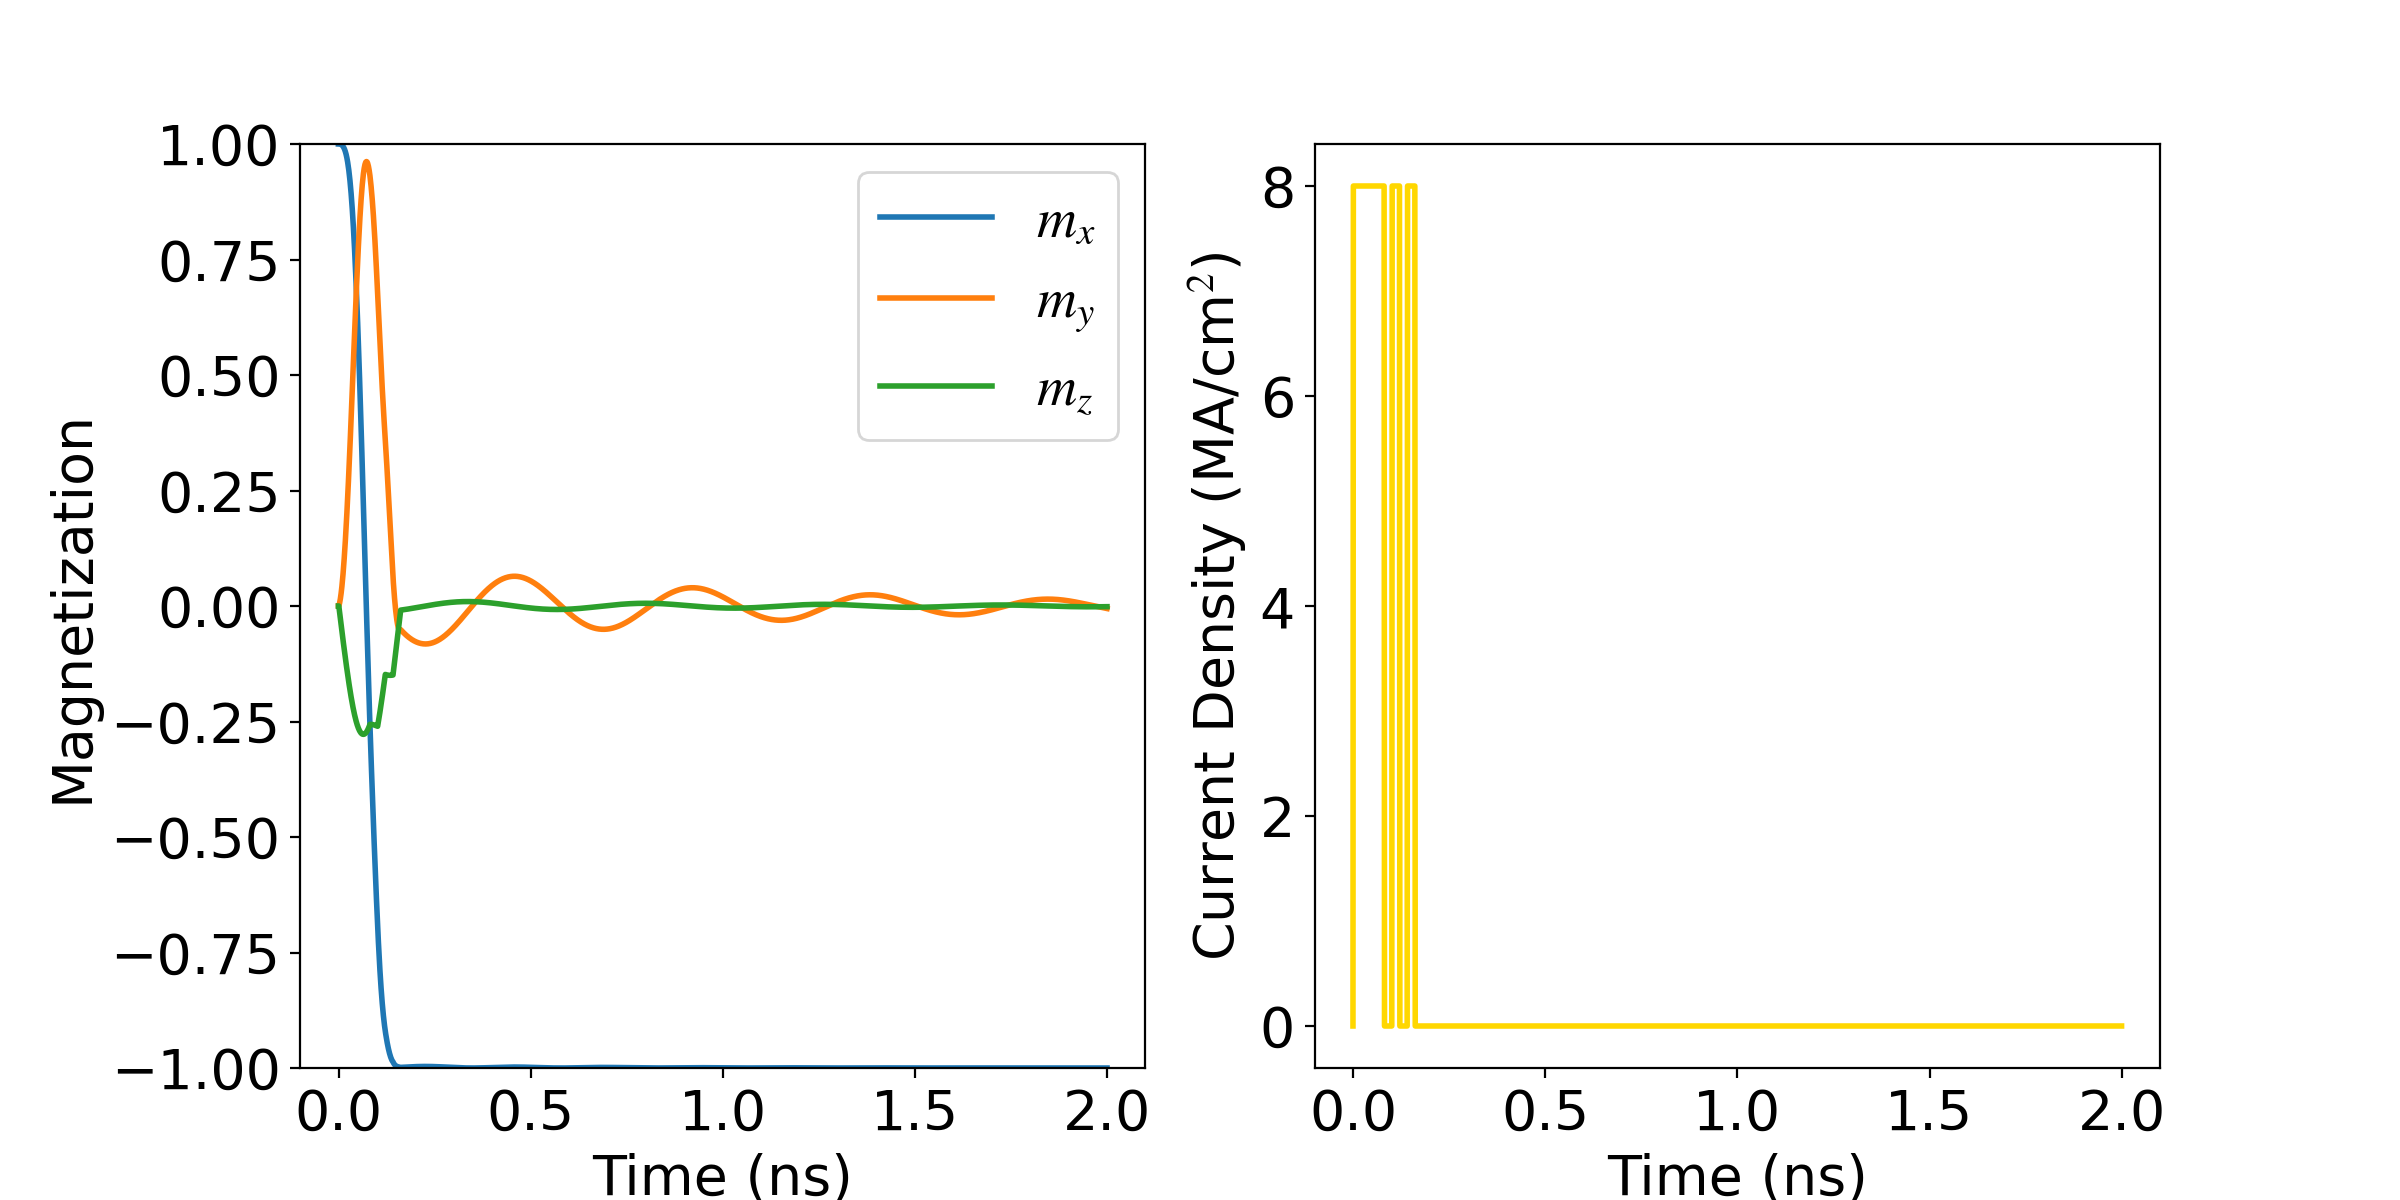 Magnetization
1.00
0.75
0.50
0.25
0.00
−0.25
−0.50
−0.75
−1.00
0.0 0.5 1.0 1.5 2.0
Time (ns)
m_x
m_y
m_z
Current Density (MA/cm²)
8
6
4
2
0
0.0 0.5 1.0 1.5 2.0
Time (ns)